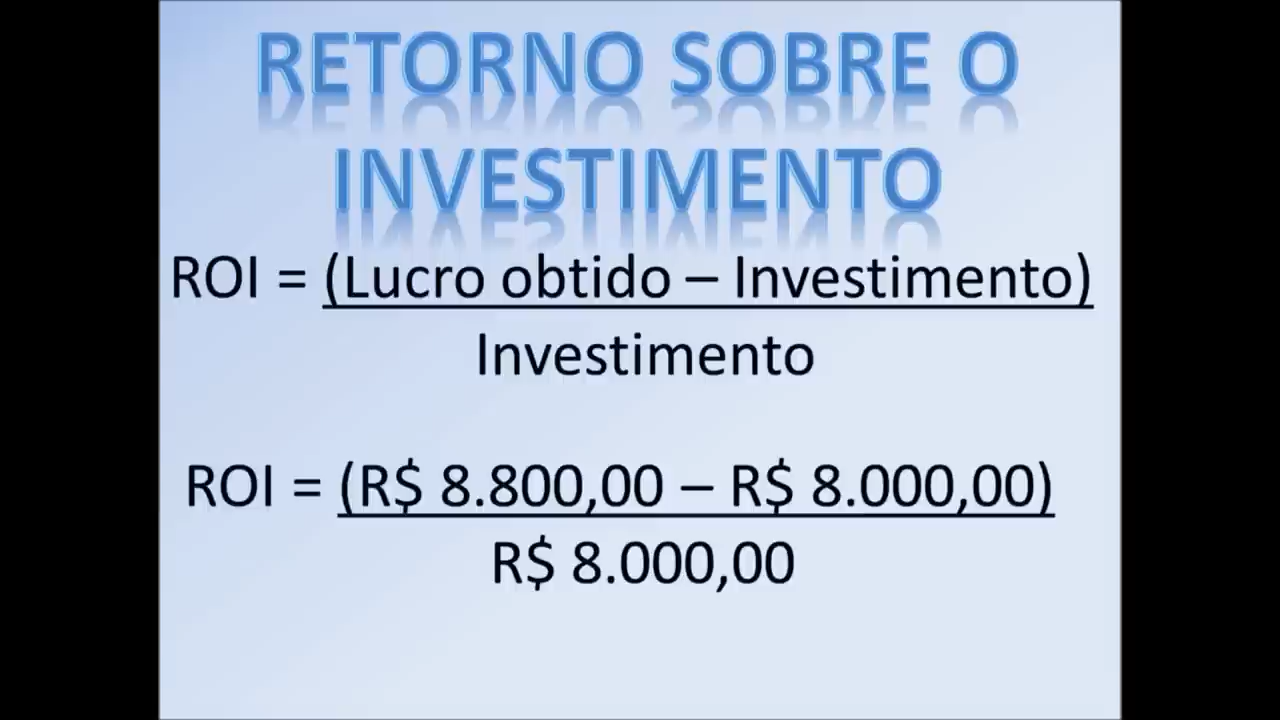 RETORNO SOBRE O
INVESTIMENTO
ROI = (Lucro obtido – Investimento)
Investimento
ROI = (R$ 8.800,00 – R$ 8.000,00)
R$ 8.000,00